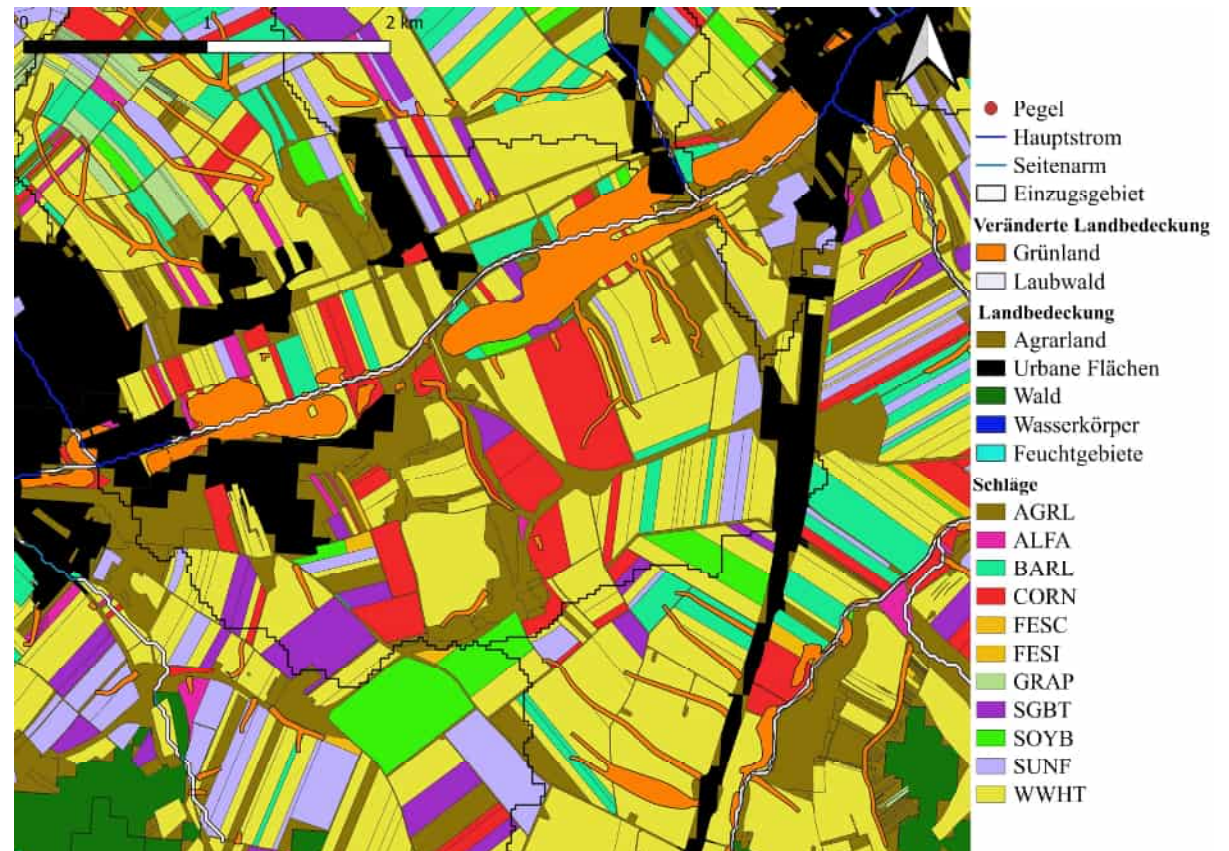 0 1 2 km
Pegel
Hauptstrom
Seitenarm
Einzugsgebiet
Veränderte Landbedeckung
Grünland
Laubwald
Landbedeckung
Agrarland
Urbane Flächen
Wald
Wasserkörper
Feuchtgebiete
Schläge
AGRL
ALFA
BARL
CORN
FESC
FESI
GRAP
SGBT
SOYB
SUNF
WWHT